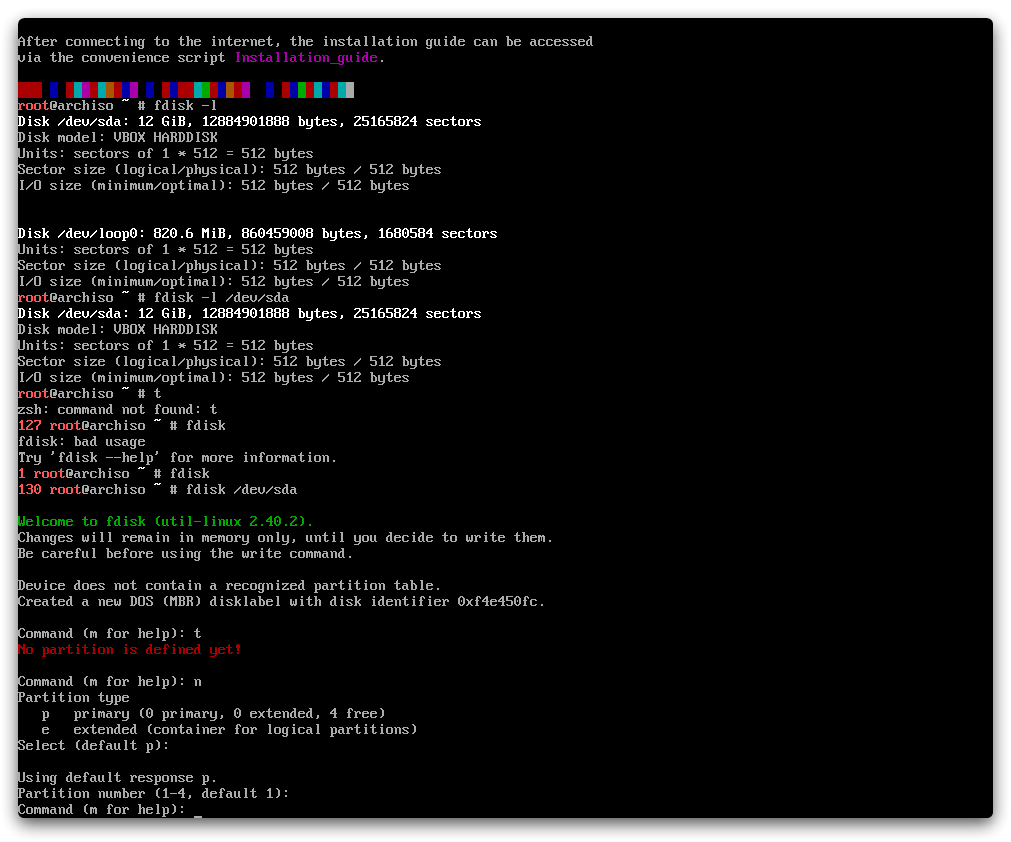 After connecting to the internet, the installation guide can be accessed
via the convenience script Installation_guide.
root@archiso ~ # fdisk -l
Disk /dev/sda: 12 GiB, 12884901888 bytes, 25165824 sectors
Disk model: VBOX HARDDISK
Units: sectors of 1 * 512 = 512 bytes
Sector size (logical/physical): 512 bytes / 512 bytes
I/O size (minimum/optimal): 512 bytes / 512 bytes
Disk /dev/loop0: 820.6 MiB, 860459008 bytes, 1680584 sectors
Units: sectors of 1 * 512 = 512 bytes
Sector size (logical/physical): 512 bytes / 512 bytes
I/O size (minimum/optimal): 512 bytes / 512 bytes
root@archiso ~ # fdisk -l /dev/sda
Disk /dev/sda: 12 GiB, 12884901888 bytes, 25165824 sectors
Disk model: VBOX HARDDISK
Units: sectors of 1 * 512 = 512 bytes
Sector size (logical/physical): 512 bytes / 512 bytes
I/O size (minimum/optimal): 512 bytes / 512 bytes
root@archiso ~ # t
zsh: command not found: t
127 root@archiso ~ # fdisk
fdisk: bad usage
Try 'fdisk --help' for more information.
1 root@archiso ~ # fdisk
130 root@archiso ~ # fdisk /dev/sda
Welcome to fdisk (util-linux 2.40.2).
Changes will remain in memory only, until you decide to write them.
Be careful before using the write command.
Device does not contain a recognized partition table.
Created a new DOS (MBR) disklabel with disk identifier 0xf4e450fc.
Command (m for help): t
No partition is defined yet!
Command (m for help): n
Partition type
p primary (0 primary, 0 extended, 4 free)
e extended (container for logical partitions)
Select (default p):
Using default response p.
Partition number (1-4, default 1):
Command (m for help): _